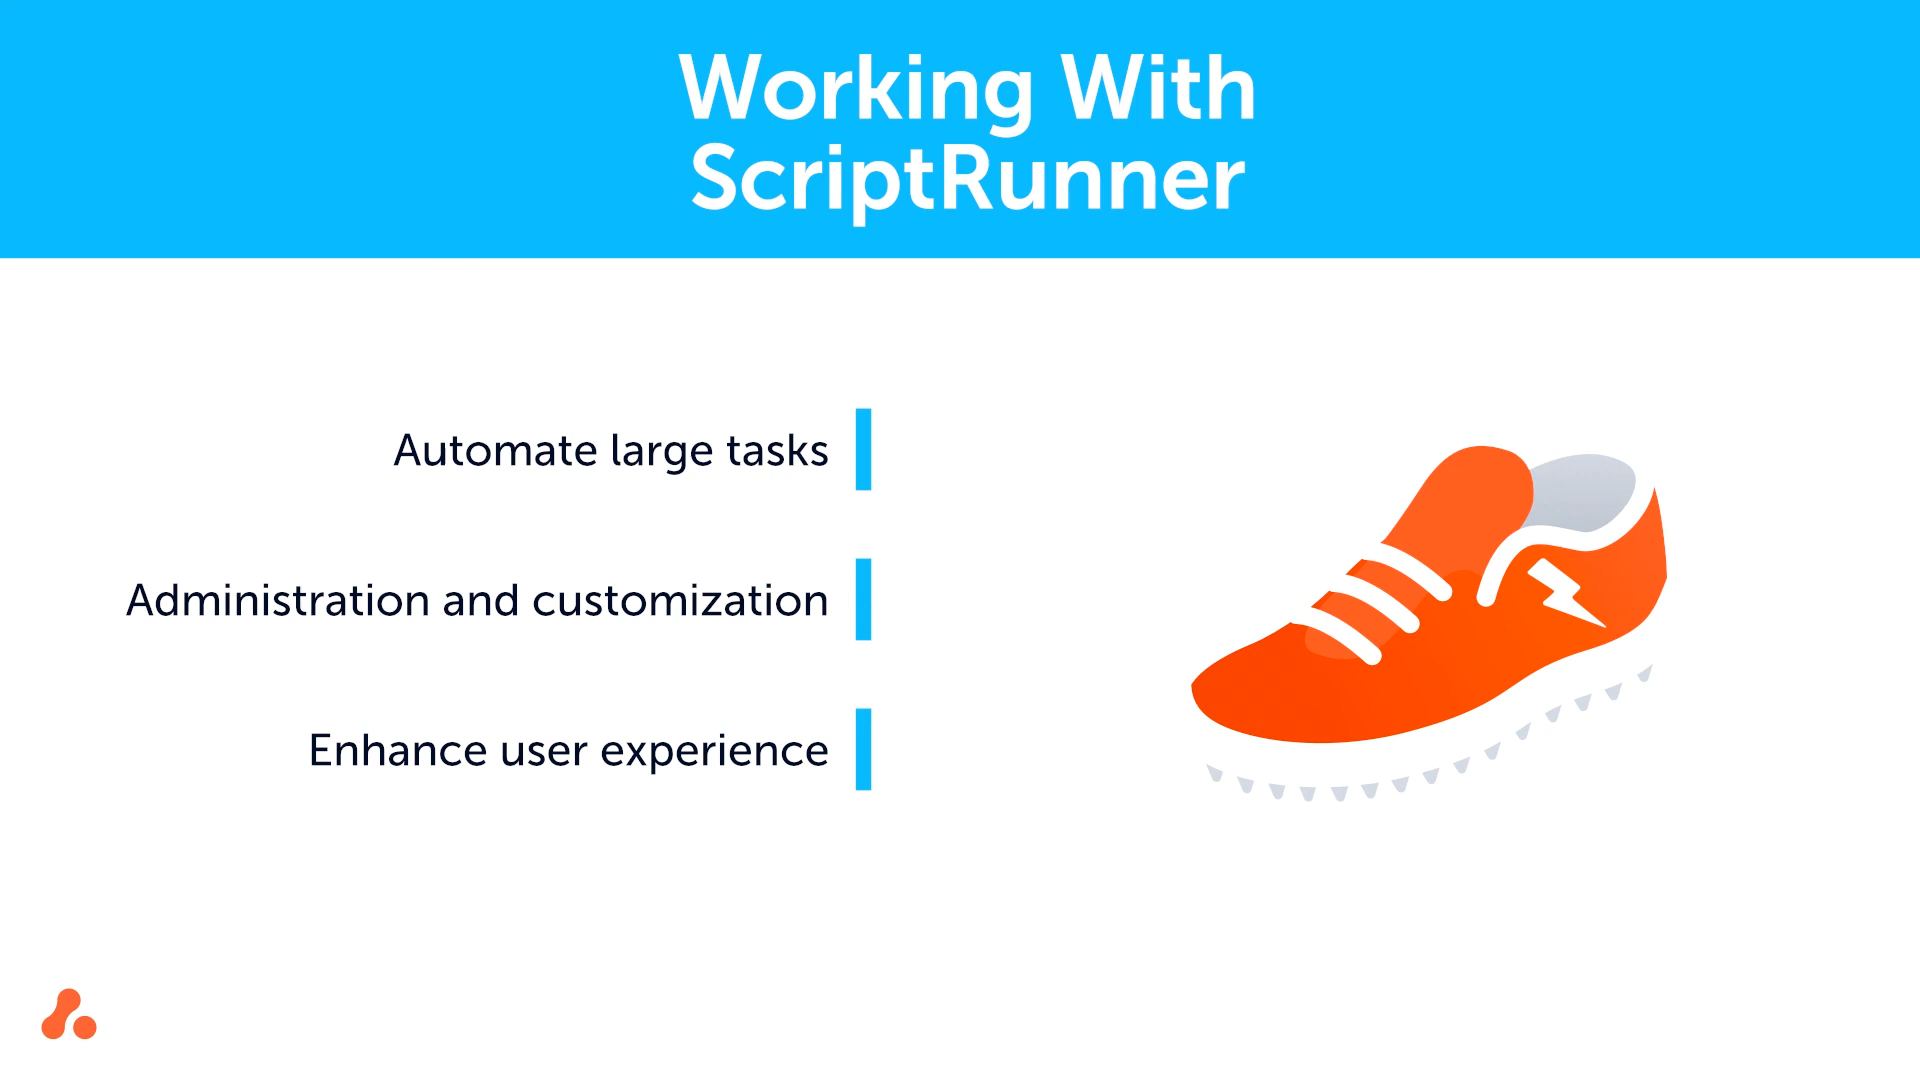 Working With
ScriptRunner
Automate large tasks
Administration and customization
Enhance user experience